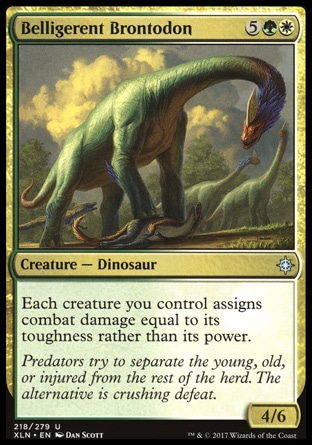 Belligerent Brontodon 5
Creature — Dinosaur
Each creature you control assigns
combat damage equal to its
toughness rather than its power.
Predators try to separate the young, old,
or injured from the rest of the herd. The
alternative is crushing defeat.
4/6
218/279 U
XLN • EN Dan Scott ™ & © 2017 Wizards of the Coast